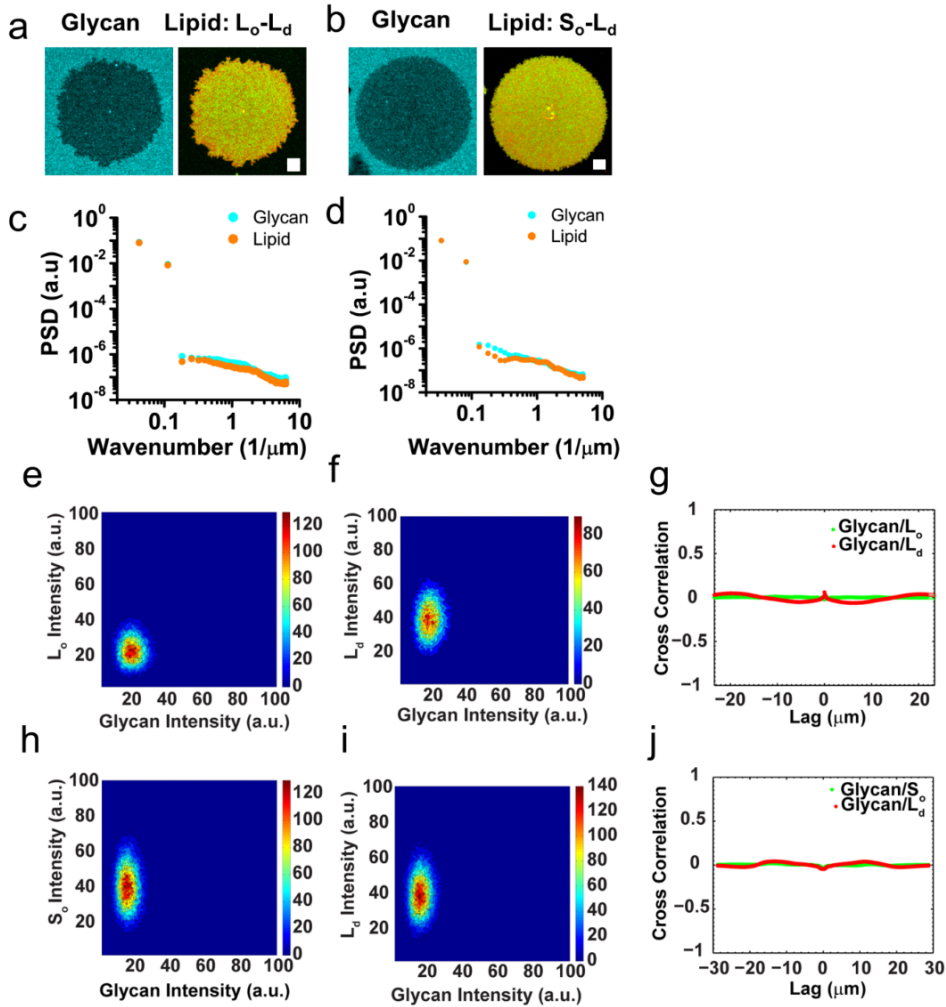 a
Glycan
Lipid: Lo-Ld
b
Glycan
Lipid: So-Ld
c
10^0
10^-2
10^-4
10^-6
10^-8
PSD (a.u)
Glycan
Lipid
0.1
1
10
Wavenumber (1/μm)
d
10^0
10^-2
10^-4
10^-6
10^-8
PSD (a.u)
Glycan
Lipid
0.1
1
10
Wavenumber (1/μm)
e
Lo Intensity (a.u.)
100
80
60
40
20
20
40
60
80
100
Glycan Intensity (a.u.)
120
100
80
60
40
20
0
f
Ld Intensity (a.u.)
100
80
60
40
20
20
40
60
80
100
Glycan Intensity (a.u.)
80
60
40
20
0
g
Cross Correlation
1
0.5
0
−0.5
−1
Glycan/Lo
Glycan/Ld
−20
−10
0
10
20
Lag (μm)
h
So Intensity (a.u.)
100
80
60
40
20
20
40
60
80
100
Glycan Intensity (a.u.)
120
100
80
60
40
20
0
i
Ld Intensity (a.u.)
100
80
60
40
20
20
40
60
80
100
Glycan Intensity (a.u.)
140
120
100
80
60
40
20
0
j
Cross Correlation
1
0.5
0
−0.5
−1
Glycan/So
Glycan/Ld
−30
−20
−10
0
10
20
30
Lag (μm)